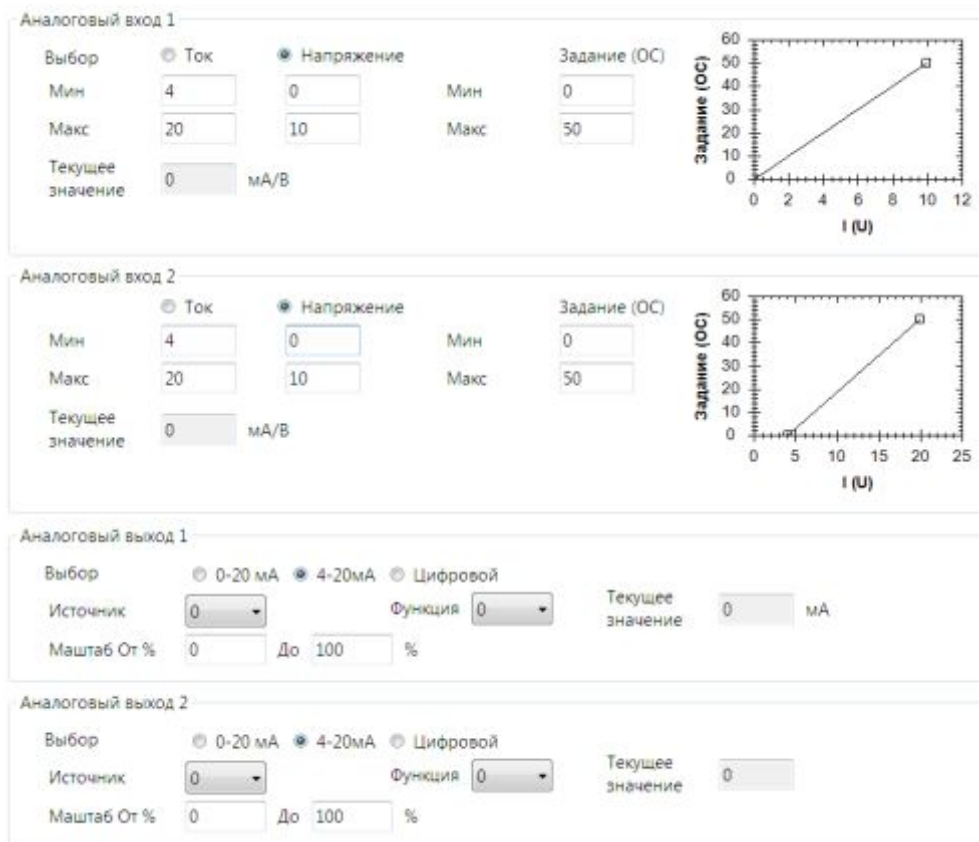 Аналоговый вход 1
Выбор Ток Напряжение Задание (ОС)
Мин 4 0 Мин 0
Макс 20 10 Макс 50
Текущее значение 0 мА/В
Задание (ОС)
60
50
40
30
20
10
0
0 2 4 6 8 10 12
I (U)
Аналоговый вход 2
Ток Напряжение Задание (ОС)
Мин 4 0 Мин 0
Макс 20 10 Макс 50
Текущее значение 0 мА/В
Задание (ОС)
60
50
40
30
20
10
0
0 5 10 15 20 25
I (U)
Аналоговый выход 1
Выбор 0-20 мА 4-20мА Цифровой
Источник 0 Функция 0 Текущее значение 0 мА
Маштаб От % 0 До 100 %
Аналоговый выход 2
Выбор 0-20 мА 4-20мА Цифровой
Источник 0 Функция 0 Текущее значение 0
Маштаб От % 0 До 100 %